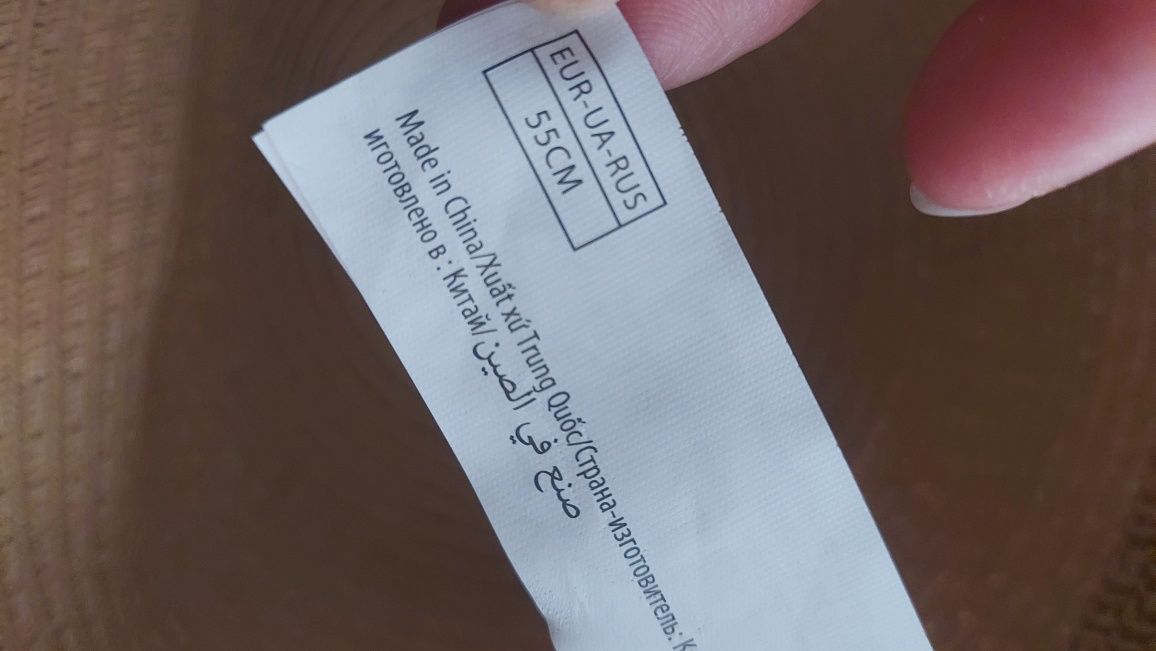 EUR-UA-RUS
55CM
Made in China/Xuất xứ Trung Quốc/Страна-изготовитель: К
иготовлено в : Китай/صنع في الصين